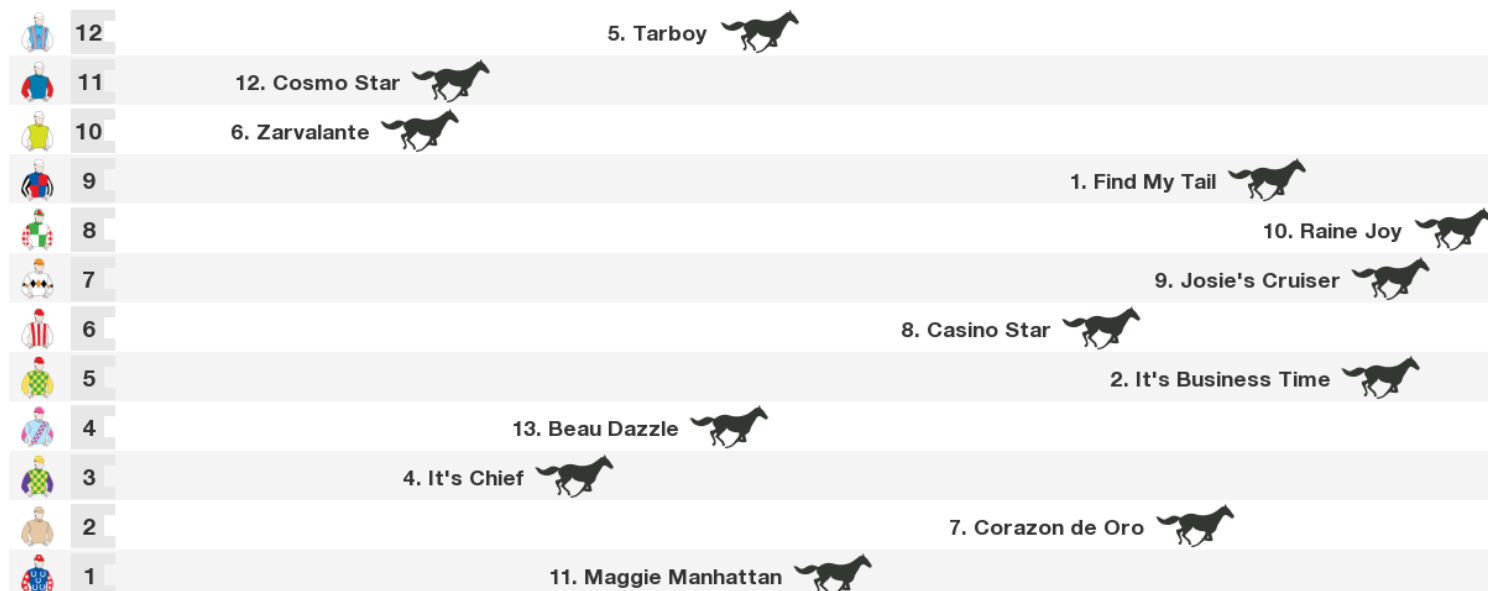 12 5. Tarboy
11 12. Cosmo Star
10 6. Zarvalante
9 1. Find My Tail
8 10. Raine Joy
7 9. Josie's Cruiser
6 8. Casino Star
5 2. It's Business Time
4 13. Beau Dazzle
3 4. It's Chief
2 7. Corazon de Oro
1 11. Maggie Manhattan